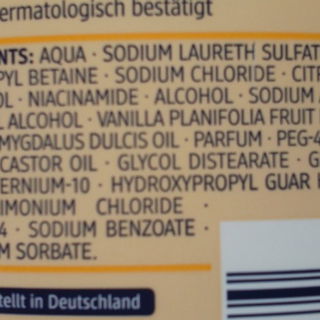 ermatologisch bestätigt
NTS: AQUA · SODIUM LAURETH SULFAT
PYL BETAINE · SODIUM CHLORIDE · CITR
OL · NIACINAMIDE · ALCOHOL · SODIUM
L ALCOHOL · VANILLA PLANIFOLIA FRUIT
MYGDALUS DULCIS OIL · PARFUM · PEG-4
CASTOR OIL · GLYCOL DISTEARATE · G
ERNIUM-10 · HYDROXYPROPYL GUAR H
IMONIUM CHLORIDE ·
4 · SODIUM BENZOATE ·
M SORBATE.
tellt in Deutschland